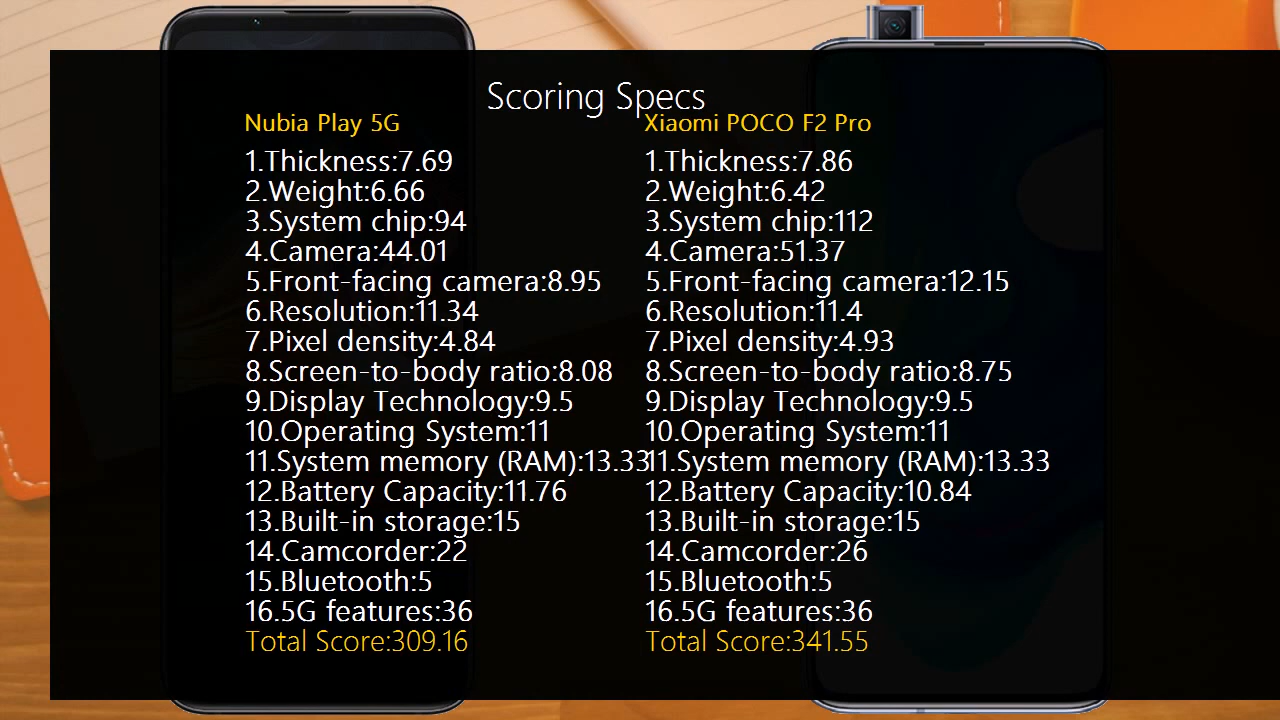 Scoring Specs
Nubia Play 5G
1.Thickness:7.69
2.Weight:6.66
3.System chip:94
4.Camera:44.01
5.Front-facing camera:8.95
6.Resolution:11.34
7.Pixel density:4.84
8.Screen-to-body ratio:8.08
9.Display Technology:9.5
10.Operating System:11
11.System memory (RAM):13.33
12.Battery Capacity:11.76
13.Built-in storage:15
14.Camcorder:22
15.Bluetooth:5
16.5G features:36
Total Score:309.16
Xiaomi POCO F2 Pro
1.Thickness:7.86
2.Weight:6.42
3.System chip:112
4.Camera:51.37
5.Front-facing camera:12.15
6.Resolution:11.4
7.Pixel density:4.93
8.Screen-to-body ratio:8.75
9.Display Technology:9.5
10.Operating System:11
11.System memory (RAM):13.33
12.Battery Capacity:10.84
13.Built-in storage:15
14.Camcorder:26
15.Bluetooth:5
16.5G features:36
Total Score:341.55